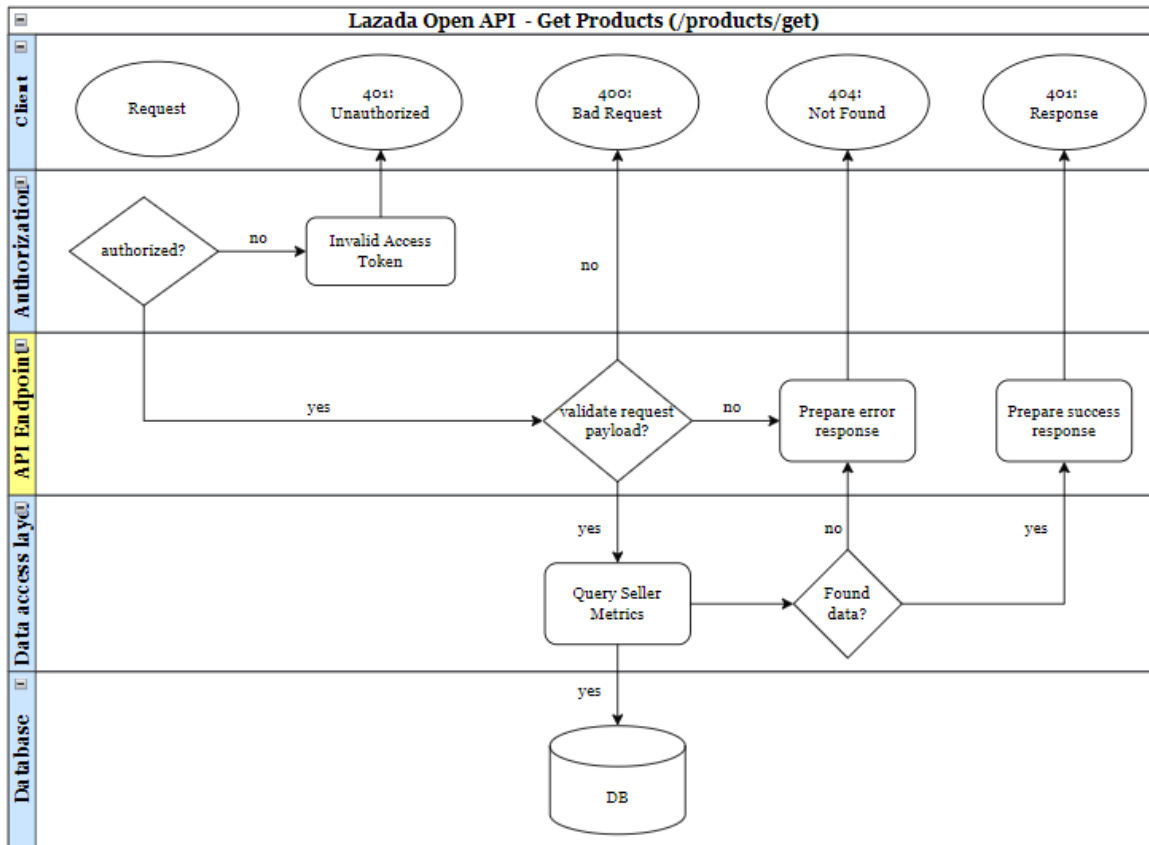 Lazada Open API - Get Products (/products/get)
Client
Request
401:
Unauthorized
400:
Bad Request
404:
Not Found
401:
Response
Authorization
authorized?
no
Invalid Access
Token
no
API Endpoint
yes
validate request
payload?
no
Prepare error
response
Prepare success
response
Data access laye
yes
no
yes
Query Seller
Metrics
Found
data?
Database
yes
DB